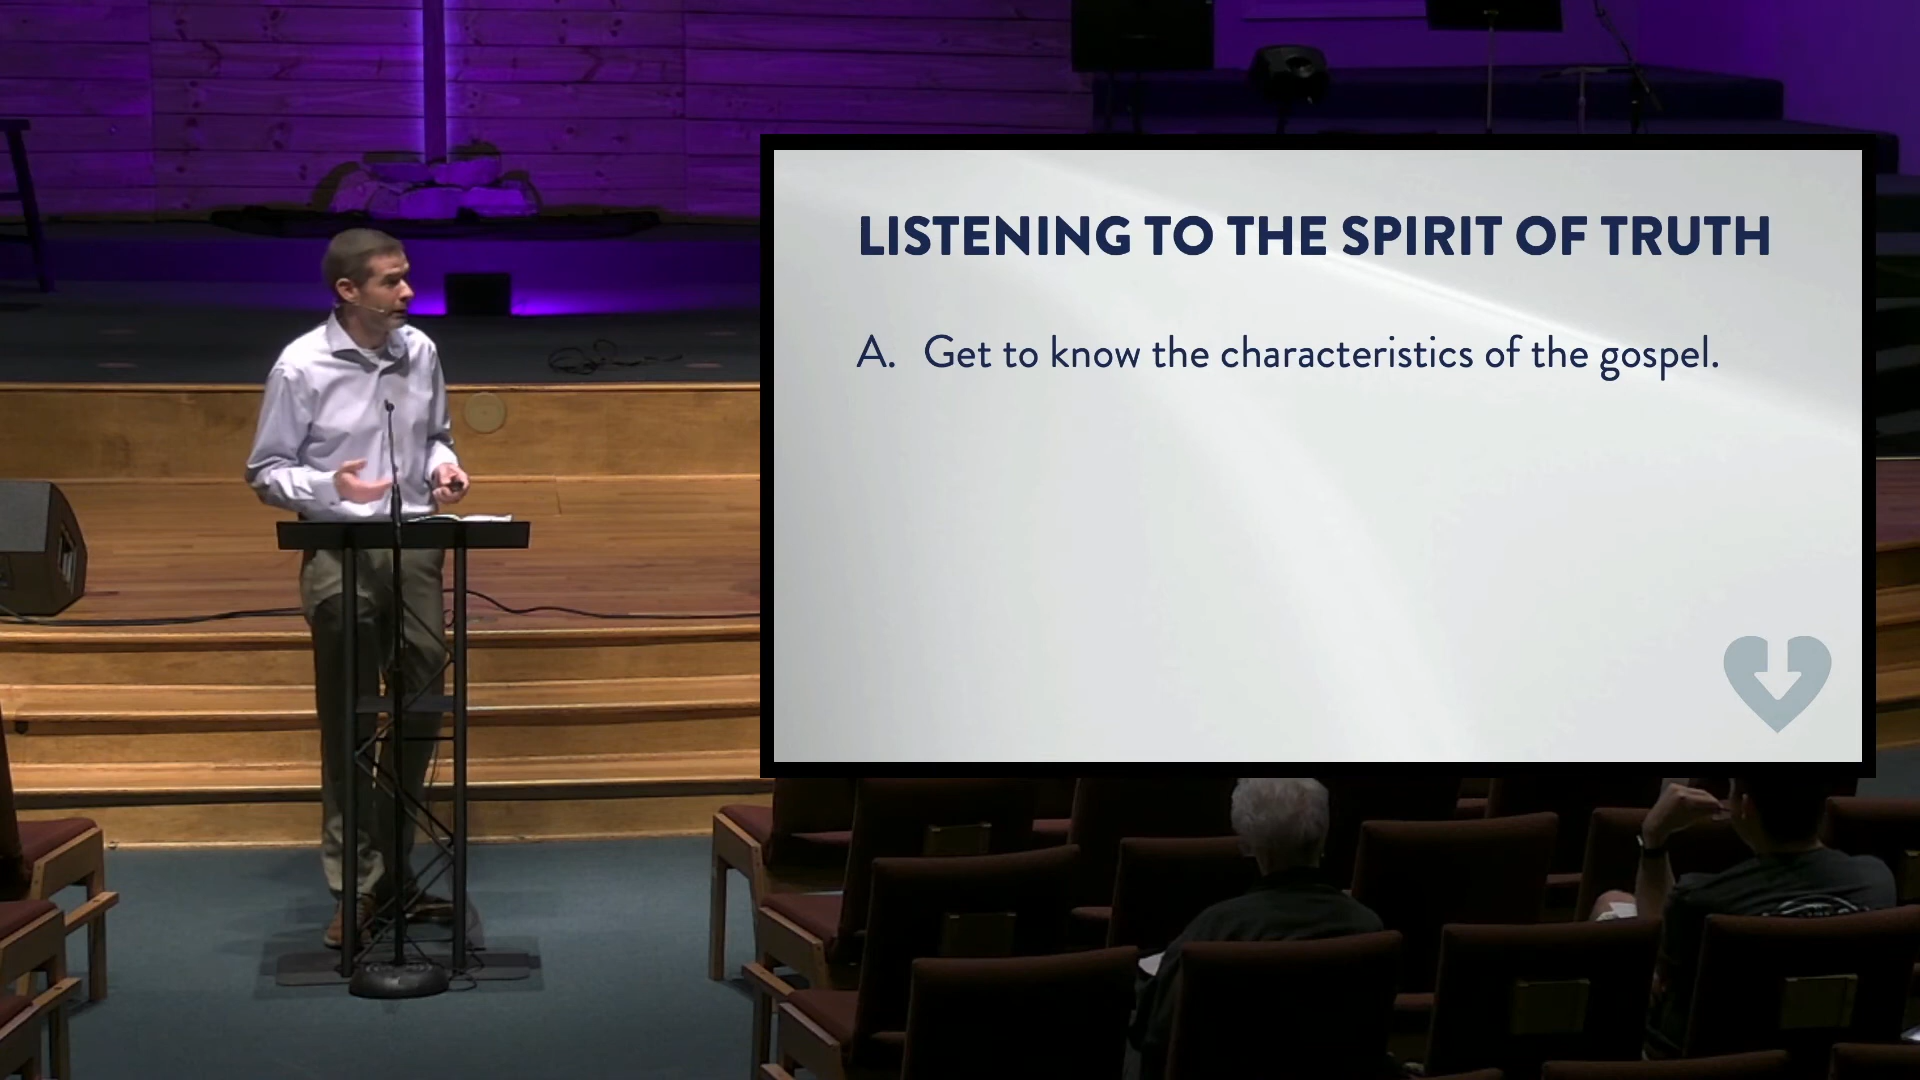 LISTENING TO THE SPIRIT OF TRUTH
A. Get to know the characteristics of the gospel.